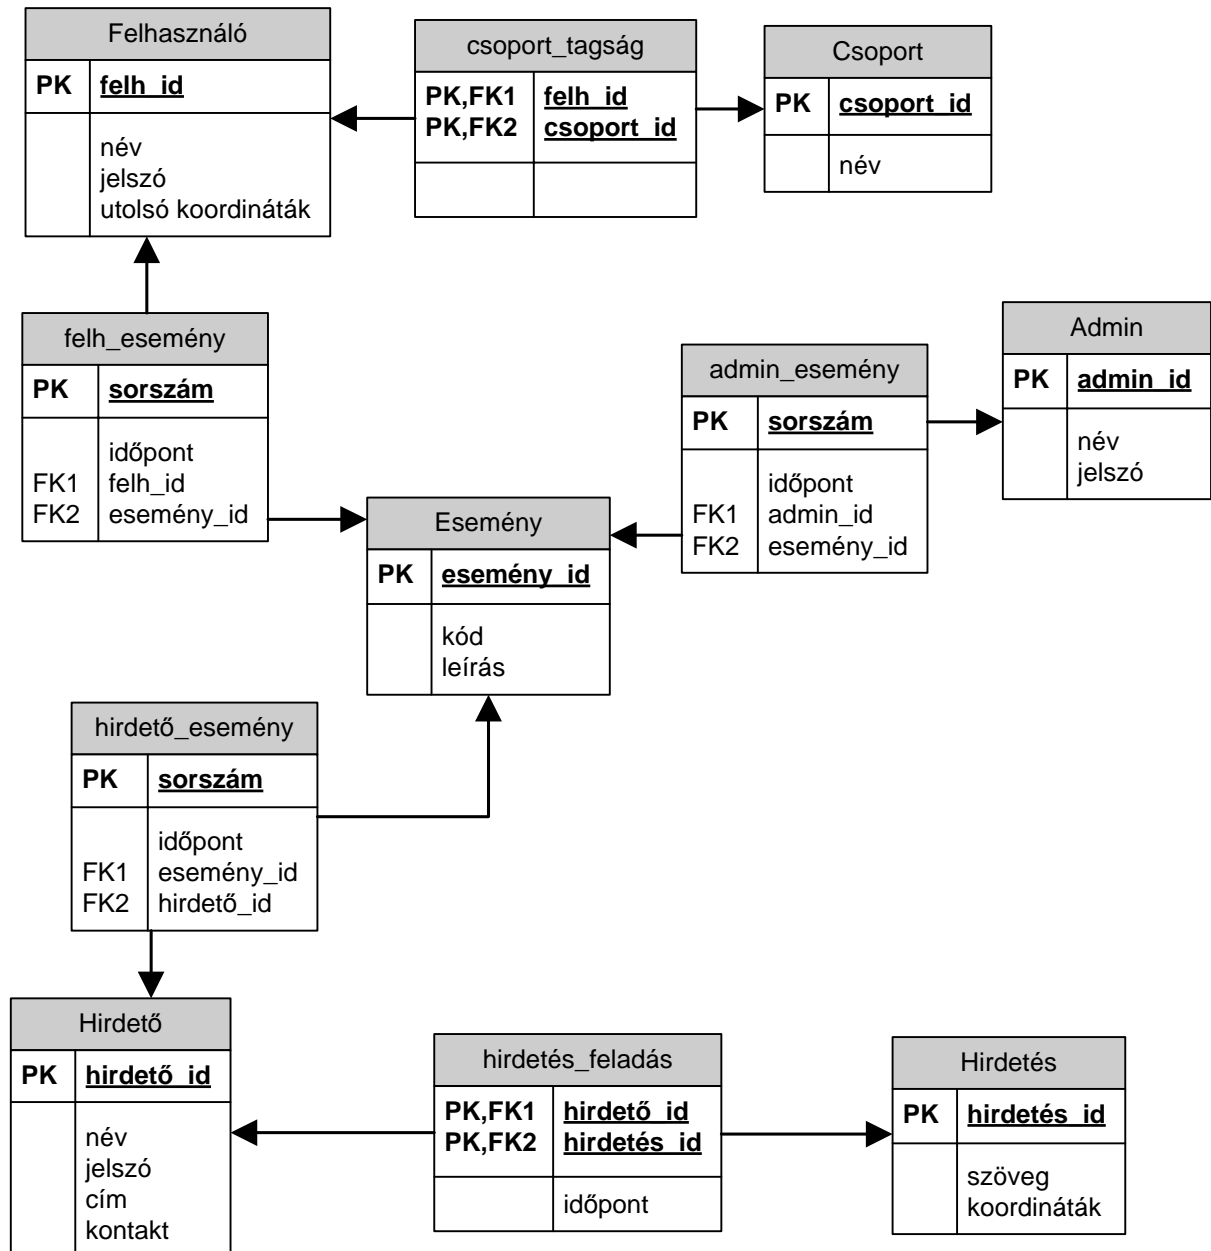 Felhasználó
PK felh_id
név
jelszó
utolsó koordináták
csoport_tagság
PK,FK1 felh_id
PK,FK2 csoport_id
Csoport
PK csoport_id
név
felh_esemény
PK sorszám
időpont
FK1 felh_id
FK2 esemény_id
admin_esemény
PK sorszám
időpont
FK1 admin_id
FK2 esemény_id
Admin
PK admin_id
név
jelszó
Esemény
PK esemény_id
kód
leírás
hirdető_esemény
PK sorszám
időpont
FK1 esemény_id
FK2 hirdető_id
Hirdető
PK hirdető_id
név
jelszó
cím
kontakt
hirdetés_feladás
PK,FK1 hirdető_id
PK,FK2 hirdetés_id
időpont
Hirdetés
PK hirdetés_id
szöveg
koordináták